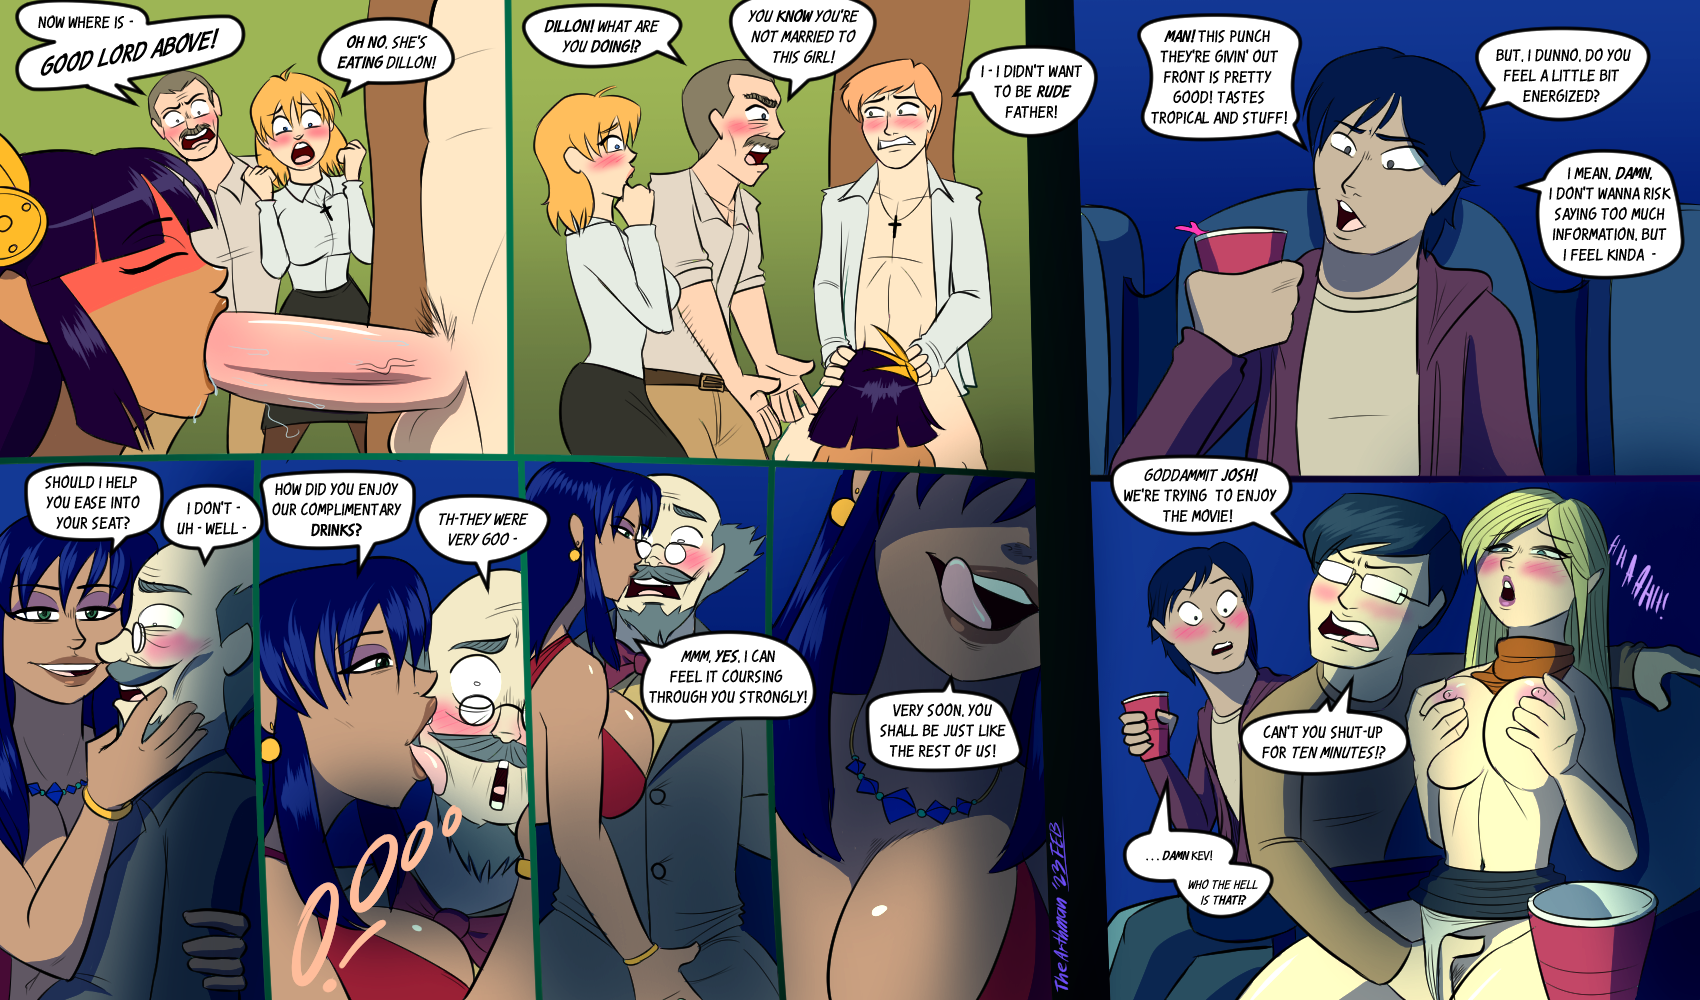 NOW WHERE IS -
GOOD LORD ABOVE!
OH NO, SHE'S
EATING DILLON!
DILLON! WHAT ARE
YOU DOING!?
YOU KNOW YOU'RE
NOT MARRIED TO
THIS GIRL!
I - I DIDN'T WANT
TO BE RUDE
FATHER!
SHOULD I HELP
YOU EASE INTO
YOUR SEAT?
I DON'T -
UH - WELL -
HOW DID YOU ENJOY
OUR COMPLIMENTARY
DRINKS?
TH-THEY WERE
VERY GOO -
OOOOO
MMM, YES, I CAN
FEEL IT COURSING
THROUGH YOU STRONGLY!
VERY SOON, YOU
SHALL BE JUST LIKE
THE REST OF US!
The Arthman '23 FEB
MAN! THIS PUNCH
THEY'RE GIVIN' OUT
FRONT IS PRETTY
GOOD! TASTES
TROPICAL AND STUFF!
BUT, I DUNNO, DO YOU
FEEL A LITTLE BIT
ENERGIZED?
I MEAN, DAMN,
I DON'T WANNA RISK
SAYING TOO MUCH
INFORMATION, BUT
I FEEL KINDA -
GODDAMMIT JOSH!
WE'RE TRYING TO ENJOY
THE MOVIE!
HHAAH!!!
CAN'T YOU SHUT-UP
FOR TEN MINUTES!?
. . . DAMN KEV!
WHO THE HELL
IS THAT!?